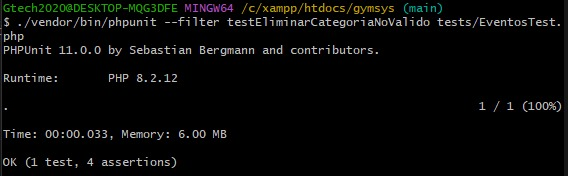 Gtech2020@DESKTOP-MQG3DFE MINGW64 /c/xampp/htdocs/gymsys (main)
$ ./vendor/bin/phpunit --filter testEliminarCategoriaNoValido tests/EventosTest.
php
PHPUnit 11.0.0 by Sebastian Bergmann and contributors.
Runtime:       PHP 8.2.12
.                                                                   1 / 1 (100%)
Time: 00:00.033, Memory: 6.00 MB
OK (1 test, 4 assertions)